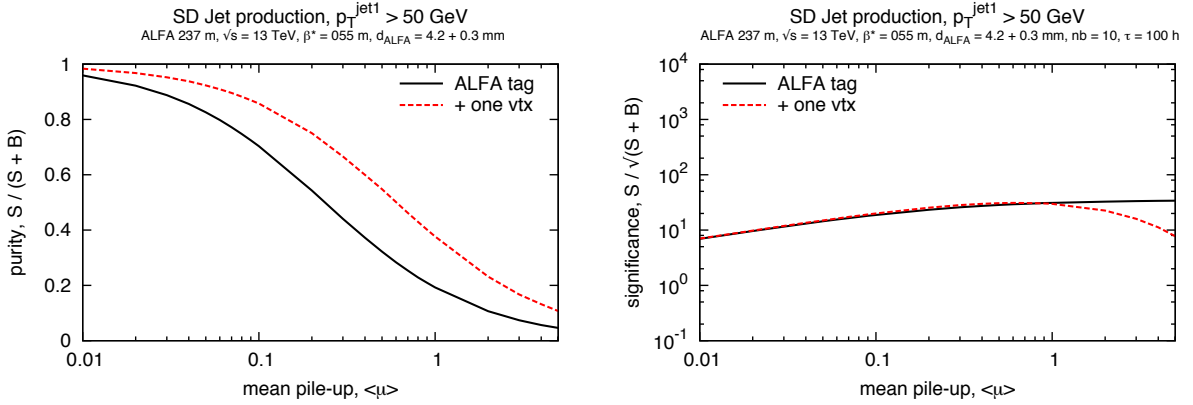 SD Jet production, p_T^jet1 > 50 GeV
ALFA 237 m, √s = 13 TeV, β* = 055 m, d_ALFA = 4.2 + 0.3 mm
ALFA tag
+ one vtx
purity, S / (S + B)
1
0.8
0.6
0.4
0.2
0
0.01
0.1
1
mean pile-up, <μ>
SD Jet production, p_T^jet1 > 50 GeV
ALFA 237 m, √s = 13 TeV, β* = 055 m, d_ALFA = 4.2 + 0.3 mm, nb = 10, τ = 100 h
ALFA tag
+ one vtx
significance, S / √(S + B)
10^4
10^3
10^2
10^1
10^0
10^-1
0.01
0.1
1
mean pile-up, <μ>